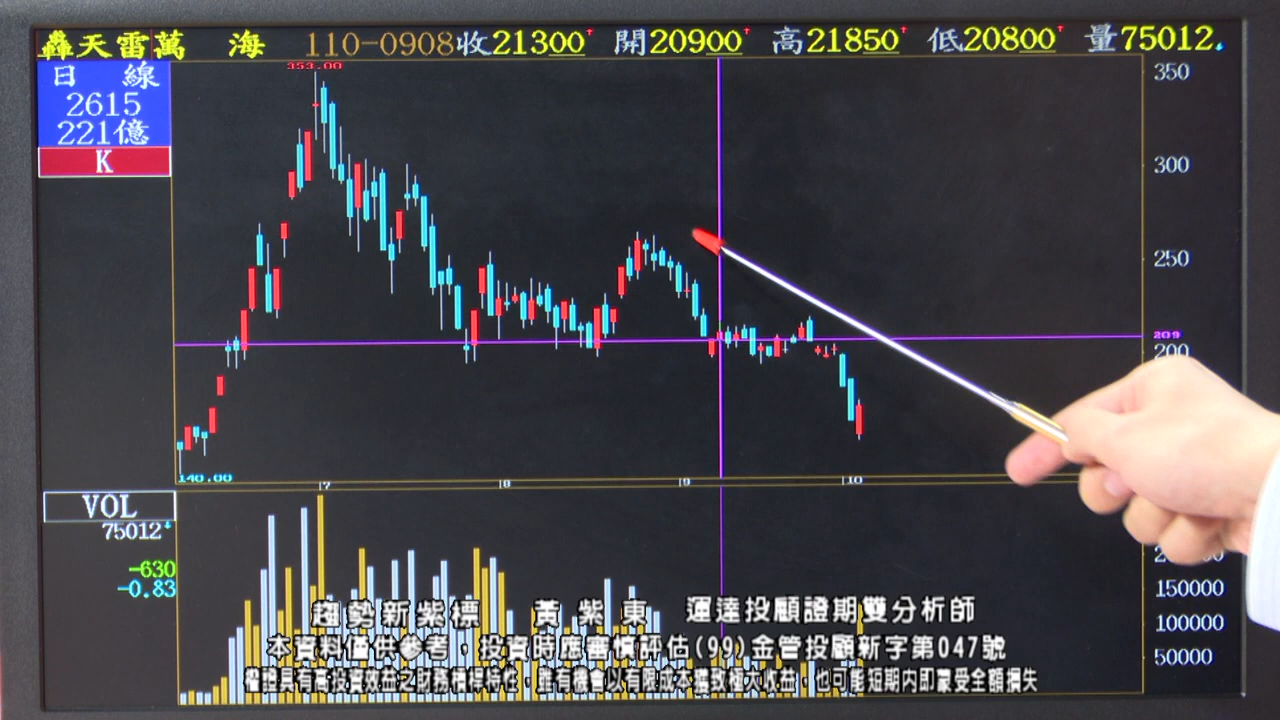 轟天雷萬 海 110-0908收21300 開20900 高21850 低20800 量75012
日 線
2615
221億
K
353.00
350
300
250
209
200
140.00
7 8 9 10
VOL
75012
-630
-0.83
150000
100000
50000
趨勢新紫標 黃紫東 運達投顧證期雙分析師
本資料僅供參考,投資時應審慎評估(99)金管投顧新字第047號
權證具有高投資效益之財務槓桿特性,雖有機會以有限成本獲致極大收益,也可能短期內即蒙受全額損失